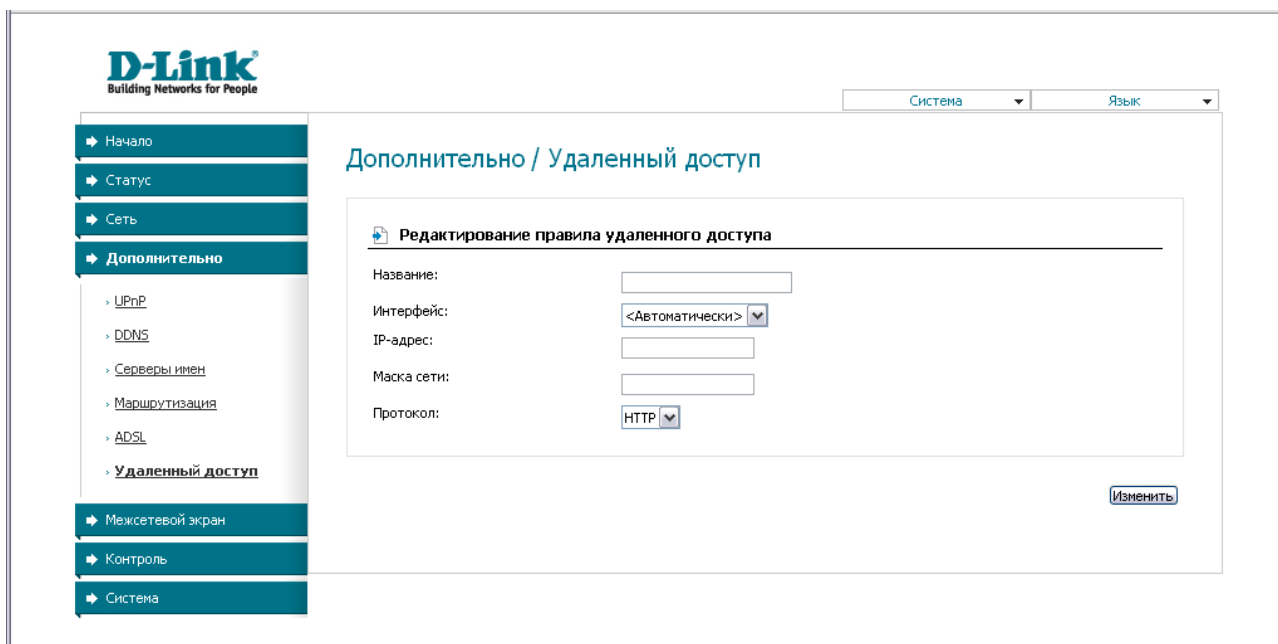 D-Link
Building Networks for People
Система
Язык
Начало
Статус
Сеть
Дополнительно
UPnP
DDNS
Серверы имен
Маршрутизация
ADSL
Удаленный доступ
Межсетевой экран
Контроль
Система
Дополнительно / Удаленный доступ
Редактирование правила удаленного доступа
Название:
Интерфейс: <Автоматически>
IP-адрес:
Маска сети:
Протокол: HTTP
Изменить